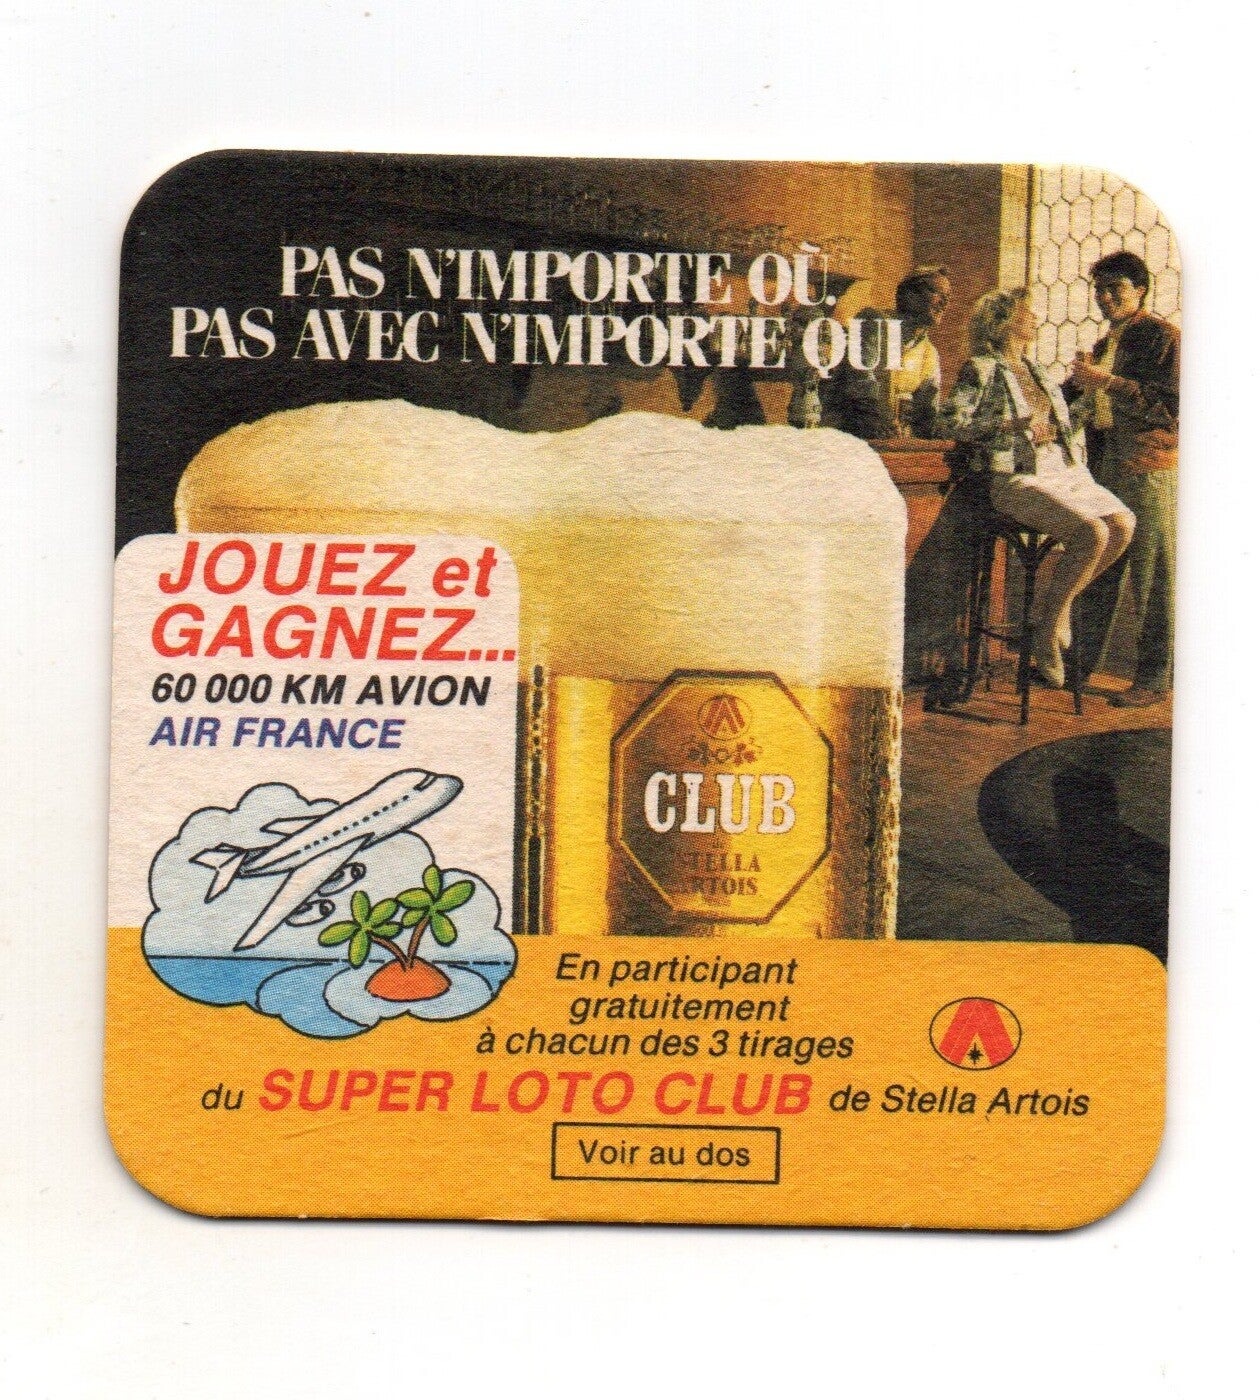 PAS N'IMPORTE OÙ.
PAS AVEC N'IMPORTE QUI.
JOUEZ et
GAGNEZ...
60 000 KM AVION
AIR FRANCE
CLUB
STELLA
ARTOIS
En participant
gratuitement
à chacun des 3 tirages
du SUPER LOTO CLUB de Stella Artois
Voir au dos